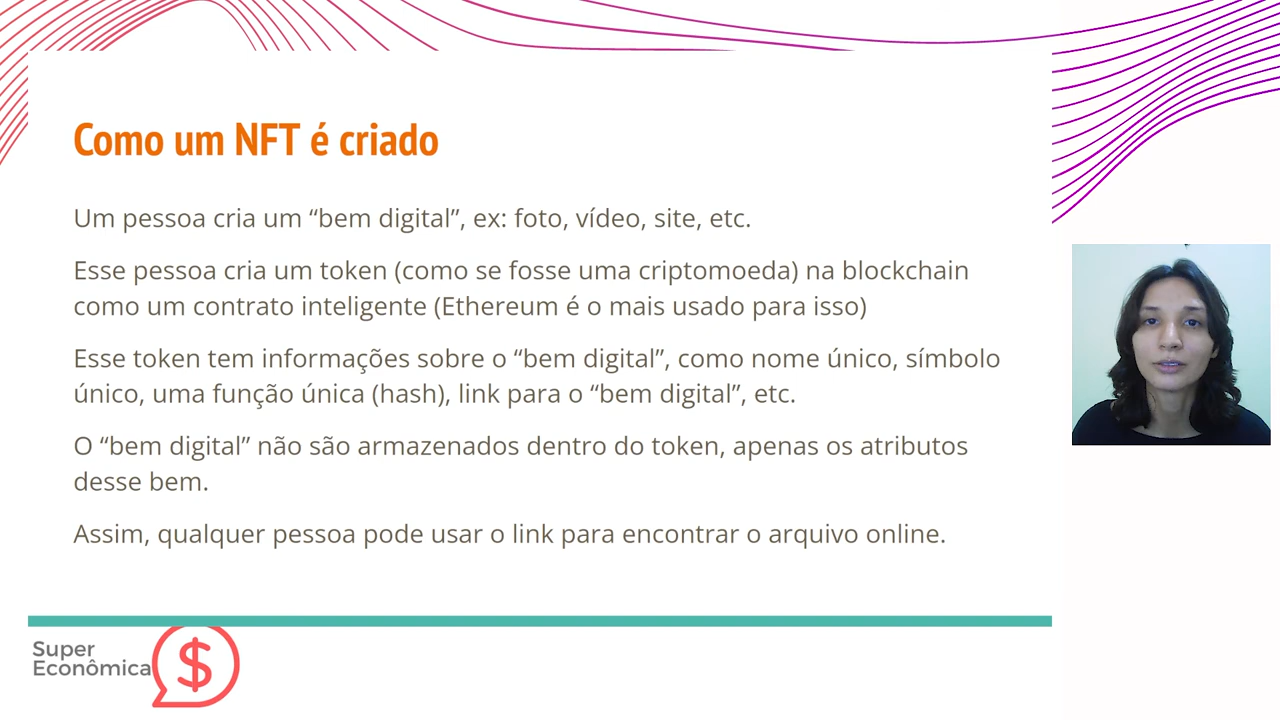 Como um NFT é criado
Um pessoa cria um “bem digital”, ex: foto, vídeo, site, etc.
Esse pessoa cria um token (como se fosse uma criptomoeda) na blockchain
como um contrato inteligente (Ethereum é o mais usado para isso)
Esse token tem informações sobre o “bem digital”, como nome único, símbolo
único, uma função única (hash), link para o “bem digital”, etc.
O “bem digital” não são armazenados dentro do token, apenas os atributos
desse bem.
Assim, qualquer pessoa pode usar o link para encontrar o arquivo online.
Super
Econômica
$